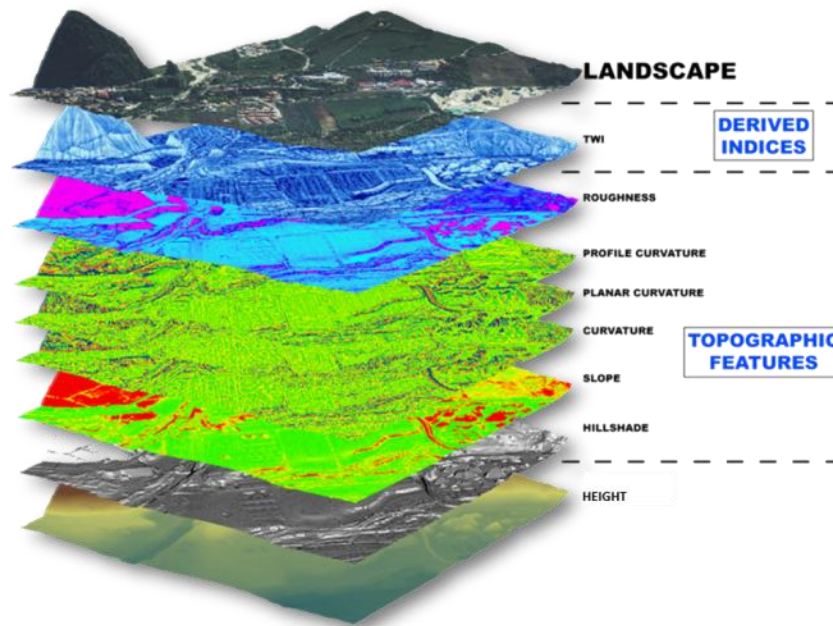 LANDSCAPE
TWI
DERIVED
INDICES
ROUGHNESS
PROFILE CURVATURE
PLANAR CURVATURE
CURVATURE
TOPOGRAPHIC
FEATURES
SLOPE
HILLSHADE
HEIGHT